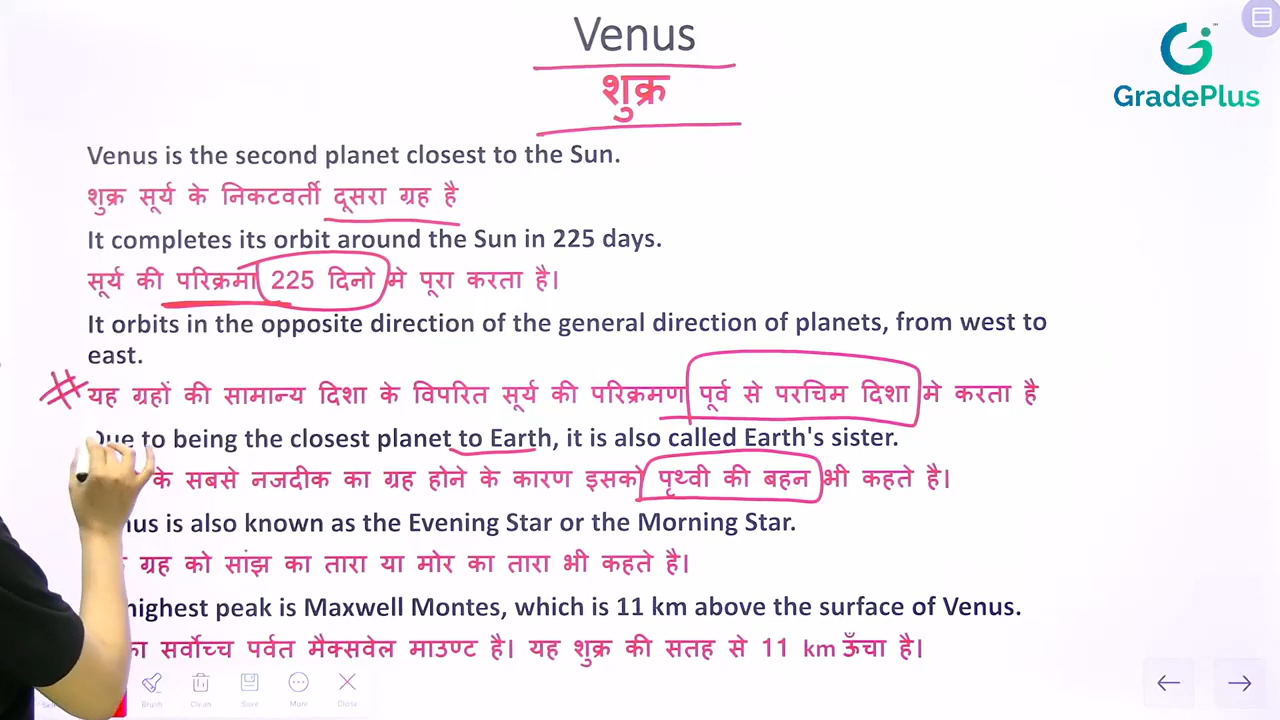 Venus
शुक्र
GradePlus
Venus is the second planet closest to the Sun.
शुक्र सूर्य के निकटवर्ती दूसरा ग्रह है
It completes its orbit around the Sun in 225 days.
सूर्य की परिक्रमा 225 दिनो मे पूरा करता है।
It orbits in the opposite direction of the general direction of planets, from west to
east.
यह ग्रहों की सामान्य दिशा के विपरित सूर्य की परिक्रमण पूर्व से परचिम दिशा मे करता है
to being the closest planet to Earth, it is also called Earth's sister.
के सबसे नजदीक का ग्रह होने के कारण इसको पृथ्वी की बहन भी कहते है।
is also known as the Evening Star or the Morning Star.
ग्रह को सांझ का तारा या मोर का तारा भी कहते है।
highest peak is Maxwell Montes, which is 11 km above the surface of Venus.
सर्वोच्च पर्वत मैक्सवेल माउण्ट है। यह शुक्र की सतह से 11 km ऊँचा है।
Brush Clean Save More Close